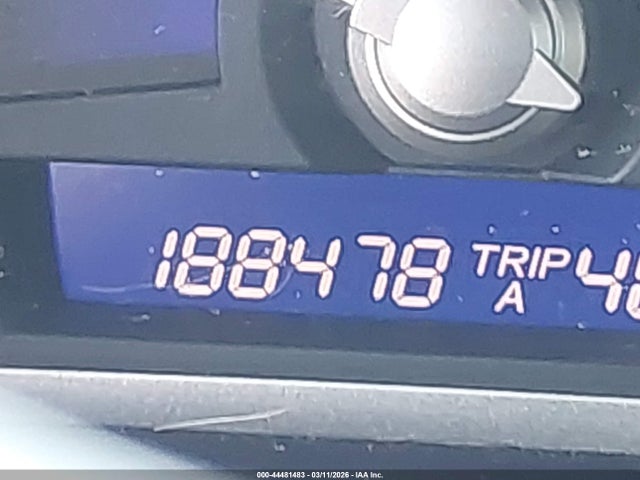 188478 TRIP
A
000-44481483 - 03/11/2026 - IAA Inc.